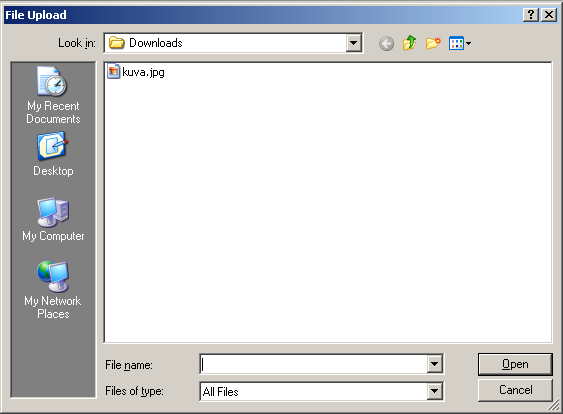 File Upload
Look in:
Downloads
My Recent
Documents
Desktop
My Computer
My Network
Places
kuva.jpg
File name:
Open
Files of type:
All Files
Cancel